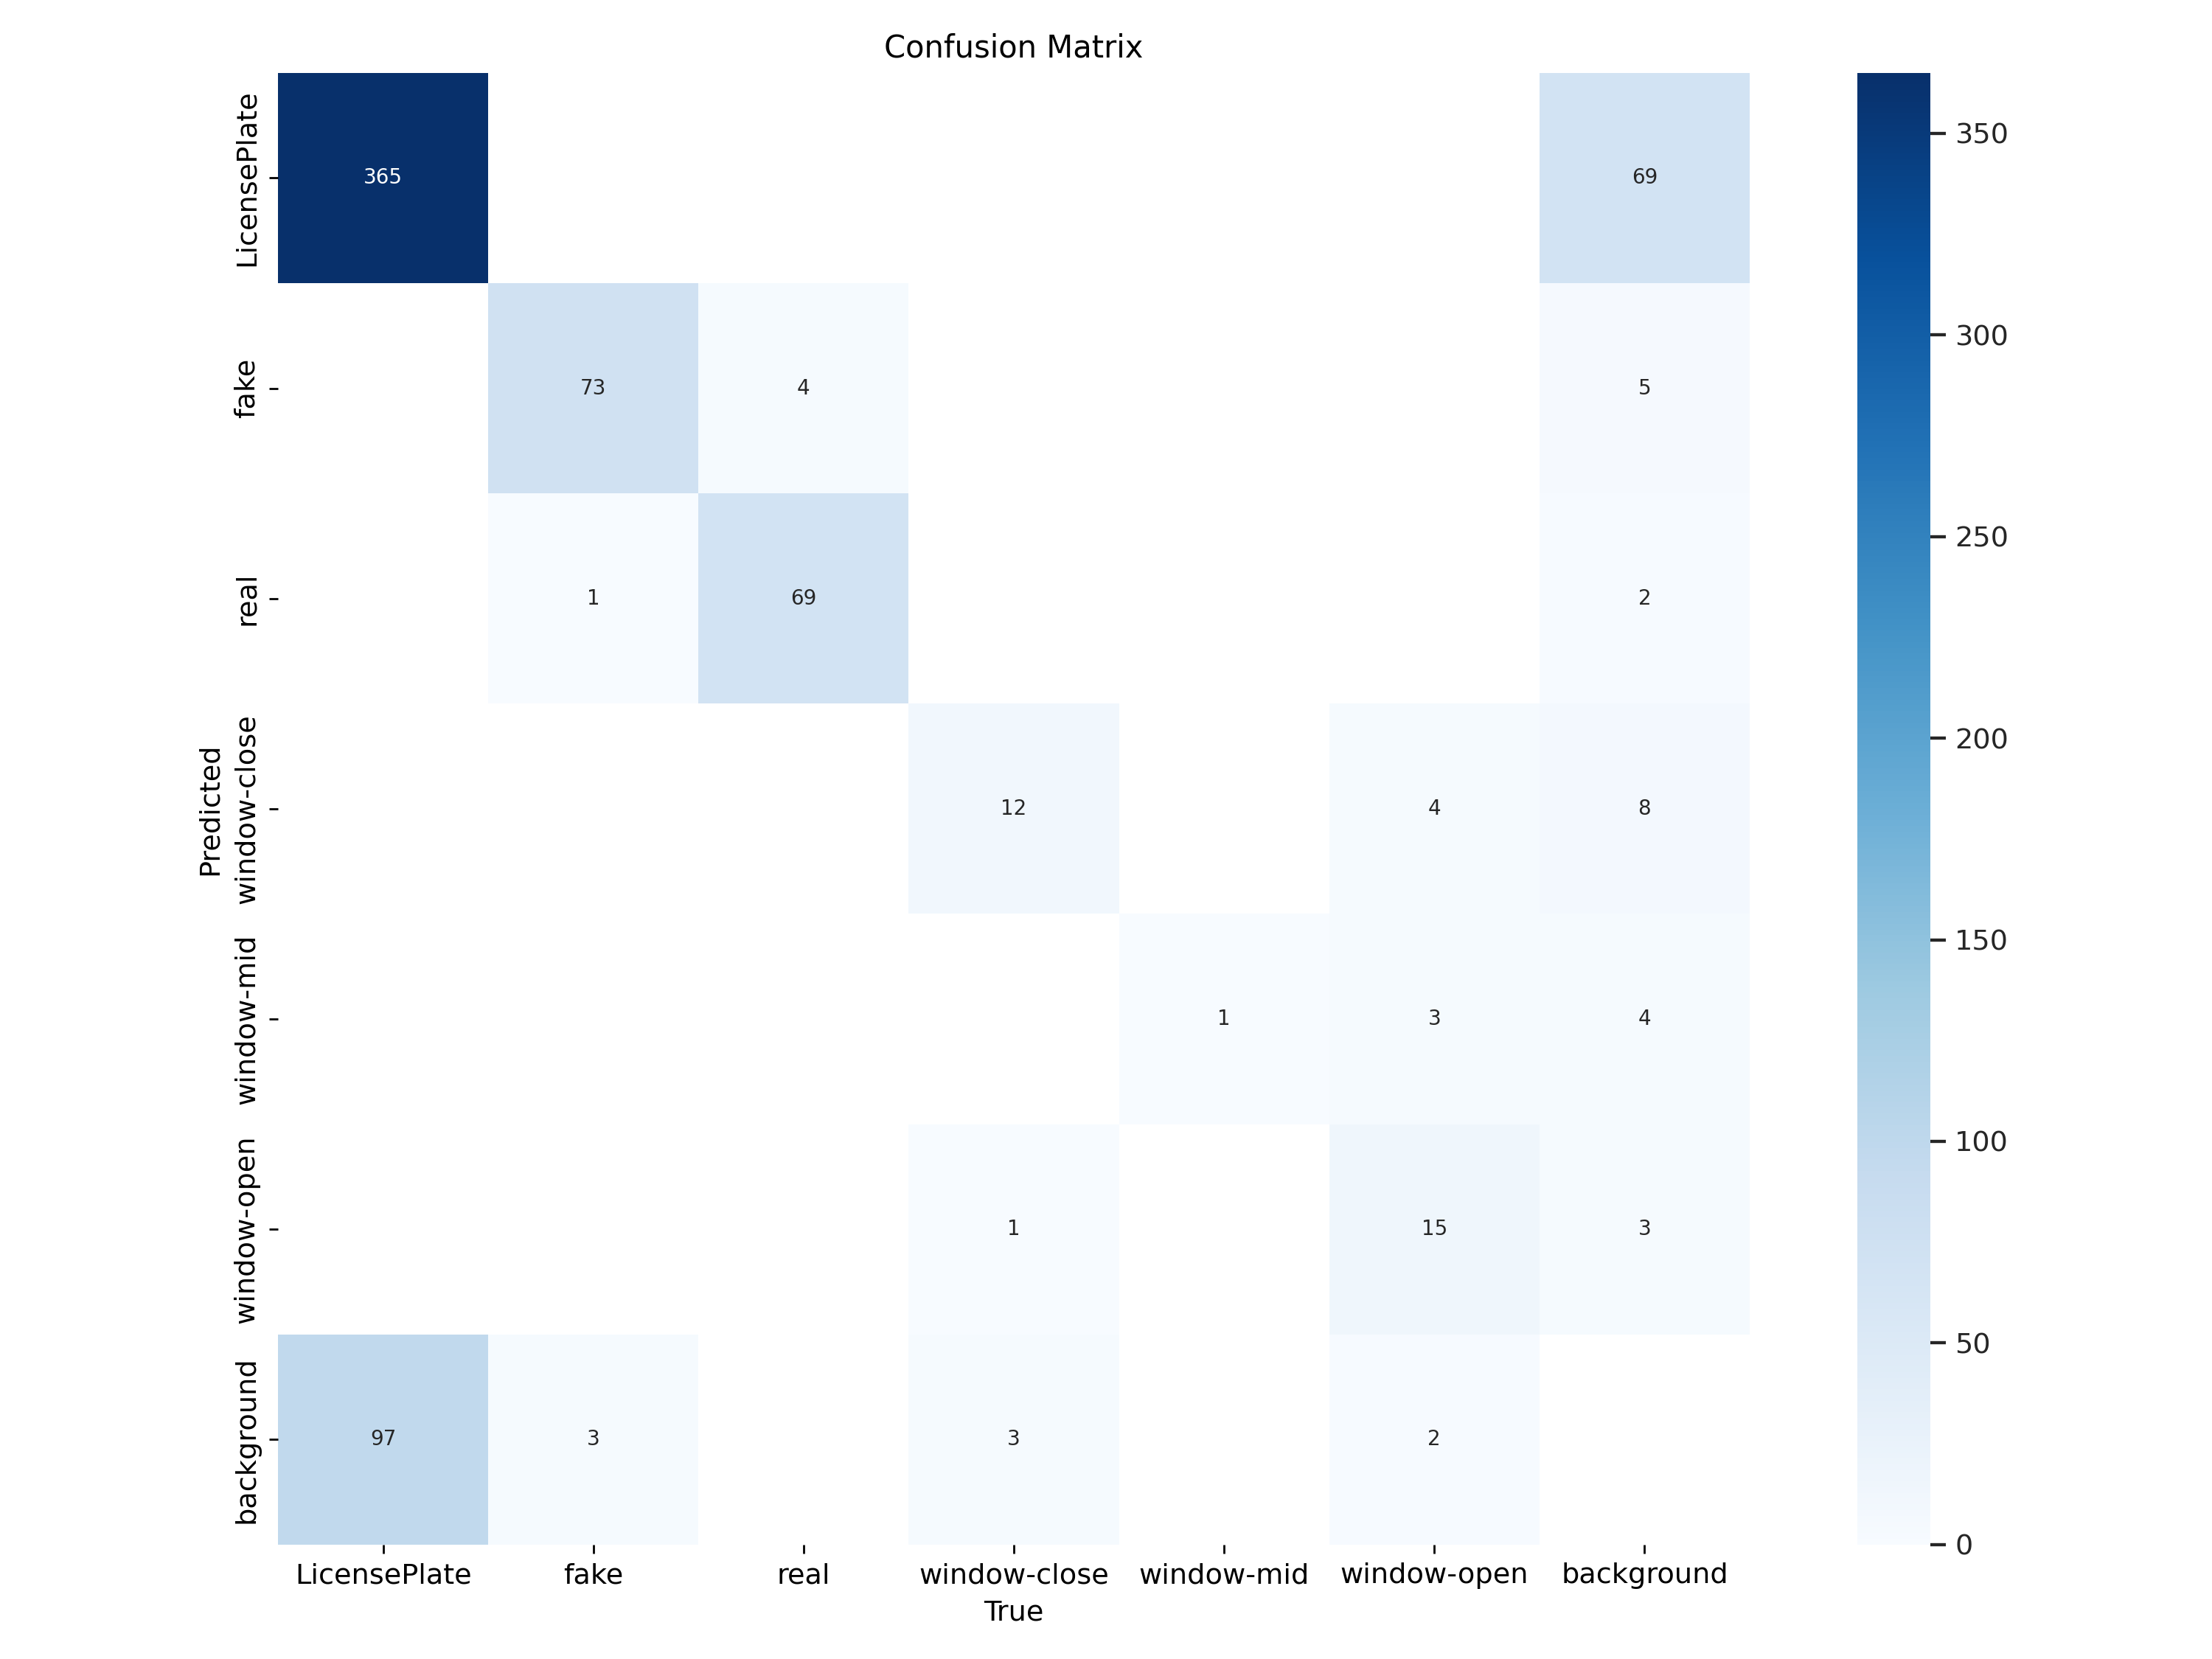 Confusion Matrix
LicensePlate
365
69
fake
73
4
5
real
1
69
2
Predicted
window-close
12
4
8
window-mid
1
3
4
window-open
1
15
3
background
97
3
3
2
LicensePlate fake real window-close window-mid window-open background
True
350
300
250
200
150
100
50
0